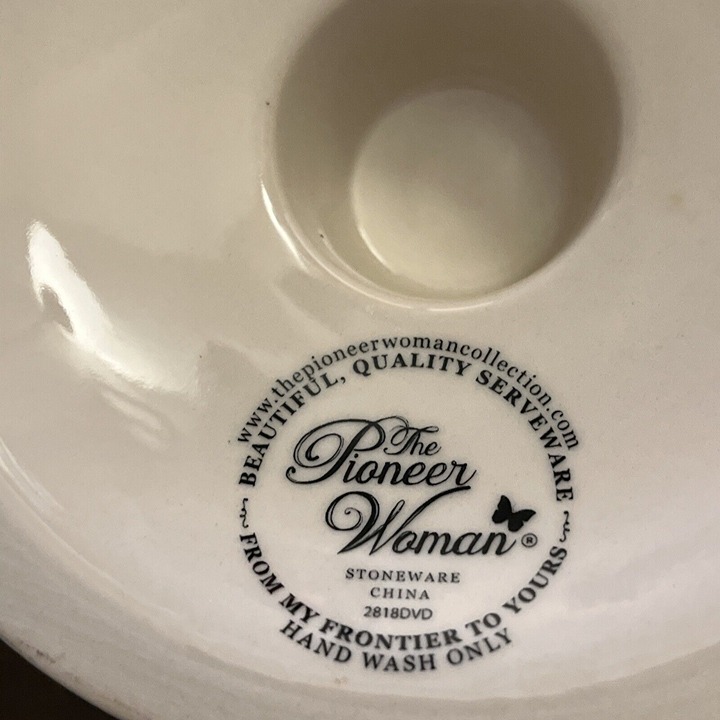 www.thepioneerwomancollection.com
BEAUTIFUL, QUALITY SERVEWARE
The
Pioneer
Woman®
STONEWARE
CHINA
2818DVD
FROM MY FRONTIER TO YOURS
HAND WASH ONLY